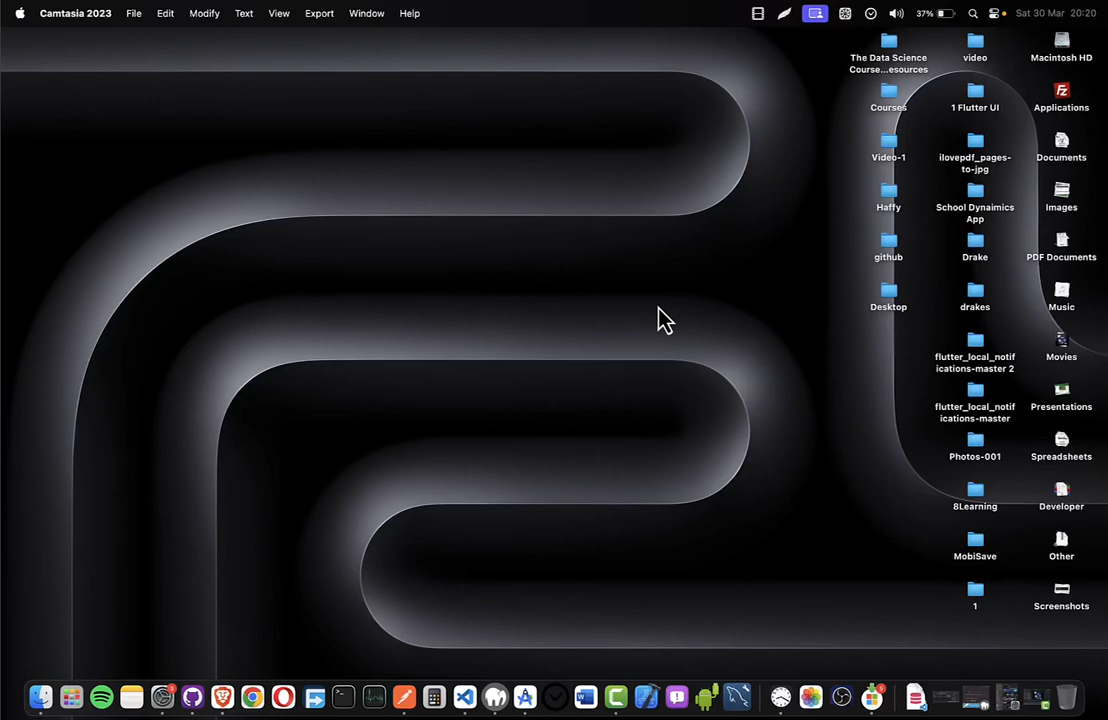 Camtasia 2023 File Edit Modify Text View Export Window Help 37% Sat 30 Mar 20:20
The Data Science
Course...esources
video
Macintosh HD
Courses
1 Flutter UI
Applications
Video-1
ilovepdf_pages-
to-jpg
Documents
Haffy
School Dynaimics
App
Images
github
Drake
PDF Documents
Desktop
drakes
Music
flutter_local_notif
ications-master 2
Movies
flutter_local_notif
ications-master
Presentations
Photos-001
Spreadsheets
8Learning
Developer
MobiSave
Other
1
Screenshots